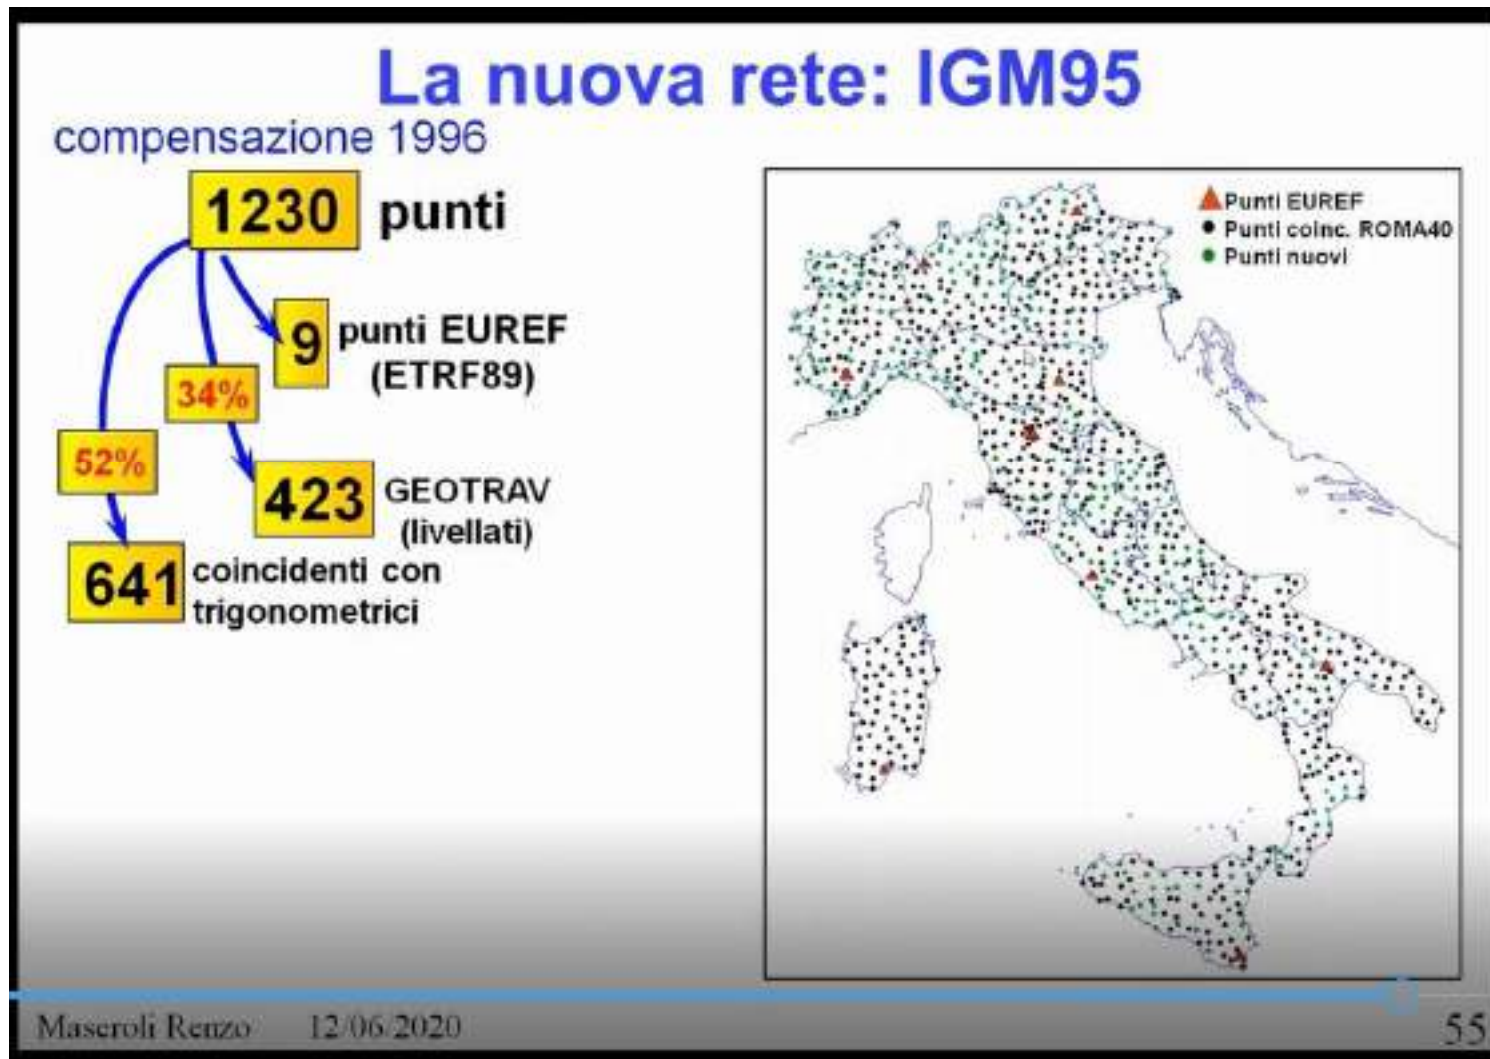 La nuova rete: IGM95
compensazione 1996
1230 punti
9 punti EUREF
(ETRF89)
34%
52%
423 GEOTRAV
(livellati)
641 coincidenti con
trigonometrici
Punti EUREF
Punti coinc. ROMA40
Punti nuovi
Maseroli Renzo 12/06/2020
55